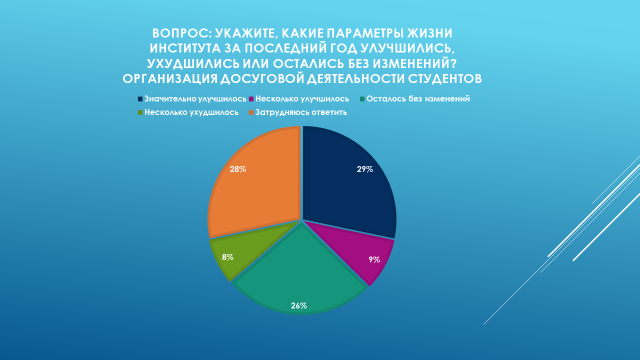 ВОПРОС: УКАЖИТЕ, КАКИЕ ПАРАМЕТРЫ ЖИЗНИ
ИНСТИТУТА ЗА ПОСЛЕДНИЙ ГОД УЛУЧШИЛИСЬ,
УХУДШИЛИСЬ ИЛИ ОСТАЛИСЬ БЕЗ ИЗМЕНЕНИЙ?
ОРГАНИЗАЦИЯ ДОСУГОВОЙ ДЕЯТЕЛЬНОСТИ СТУДЕНТОВ
Значительно улучшилось Несколько улучшилось Осталось без изменений
Несколько ухудшилось Затрудняюсь ответить
28% 29%
8% 9%
26%